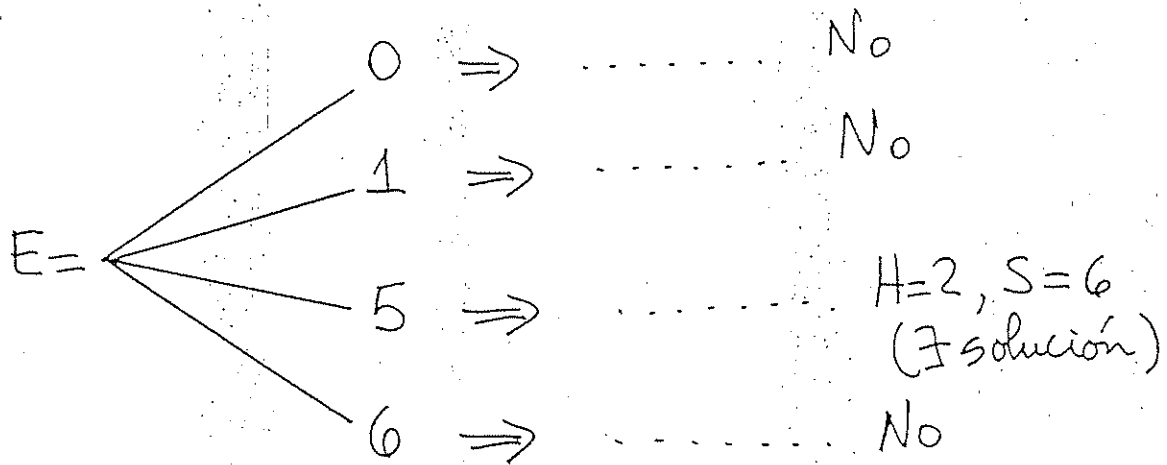 0 ⇒ ........ No
1 ⇒ ........ No
E=
5 ⇒ ........ H=2, S=6
(∃ solución)
6 ⇒ ........ No